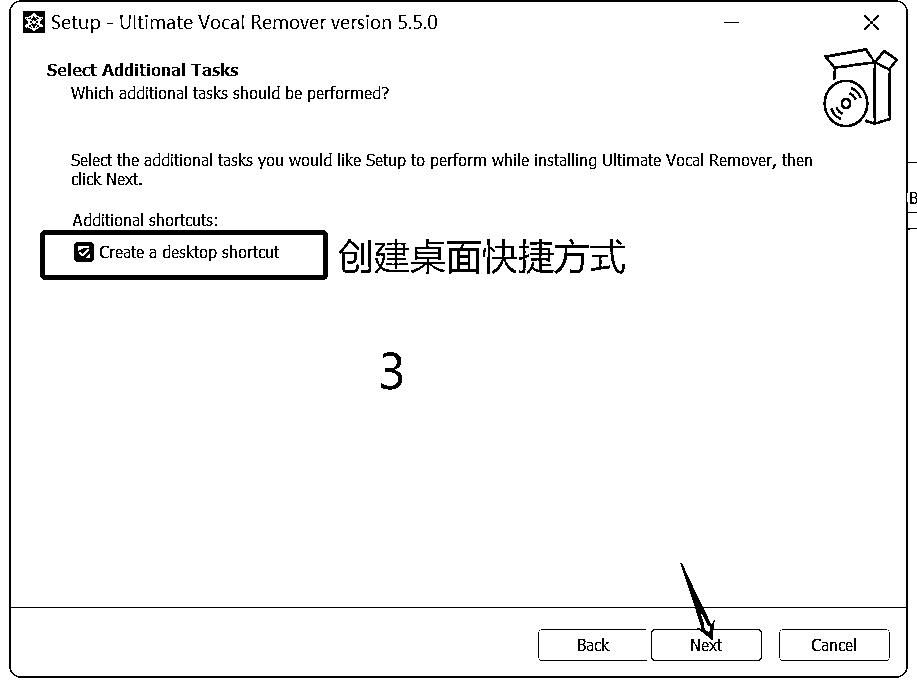 Setup - Ultimate Vocal Remover version 5.5.0
Select Additional Tasks
Which additional tasks should be performed?
Select the additional tasks you would like Setup to perform while installing Ultimate Vocal Remover, then
click Next.
Additional shortcuts:
Create a desktop shortcut 创建桌面快捷方式
3
Back Next Cancel